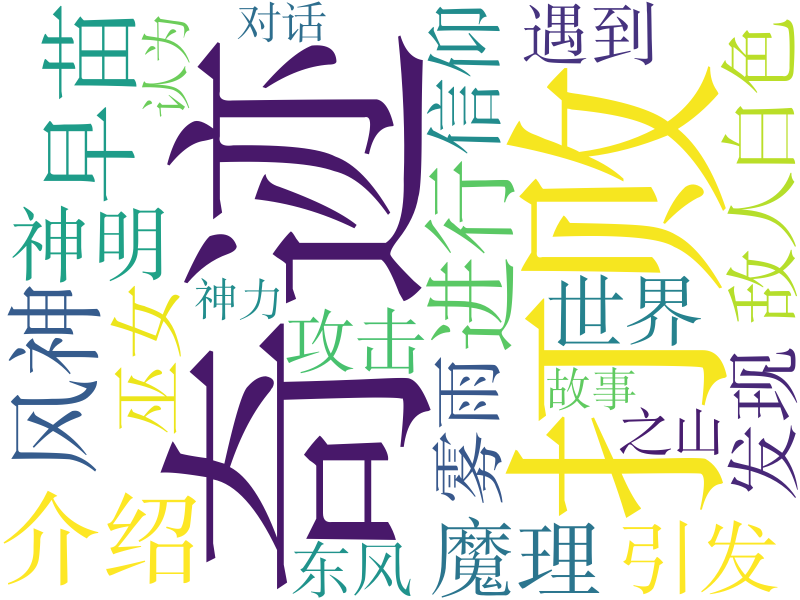 对话
遇到
早苗
认为
奇迹
信仰
打败
白色
敌人
神明
进行
风神
神力
巫女
攻击
世界
雾雨
故事
之山
发现
介绍
东风
魔理
引发